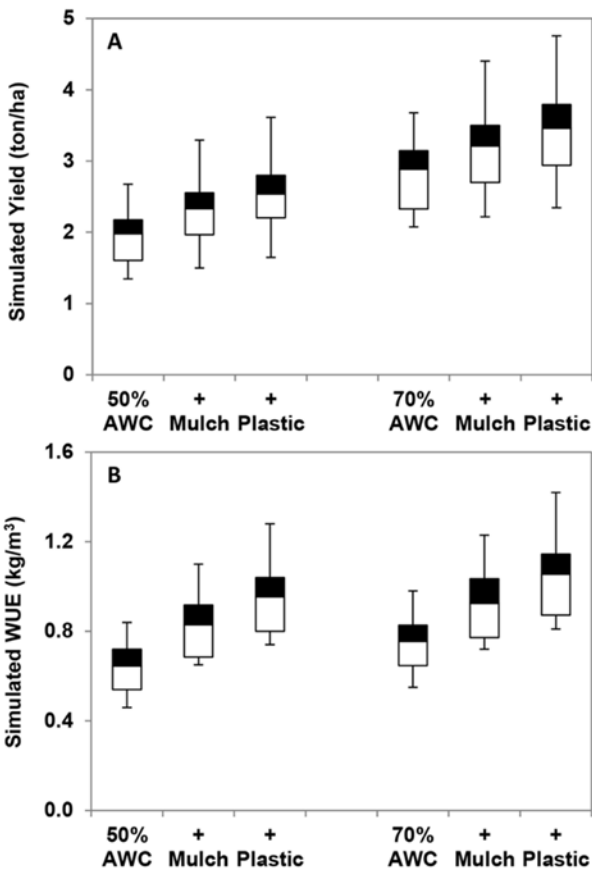 A
Simulated Yield (ton/ha)
5
4
3
2
1
0
50% + + 70% + +
AWC Mulch Plastic AWC Mulch Plastic
B
Simulated WUE (kg/m³)
1.6
1.2
0.8
0.4
0.0
50% + + 70% + +
AWC Mulch Plastic AWC Mulch Plastic